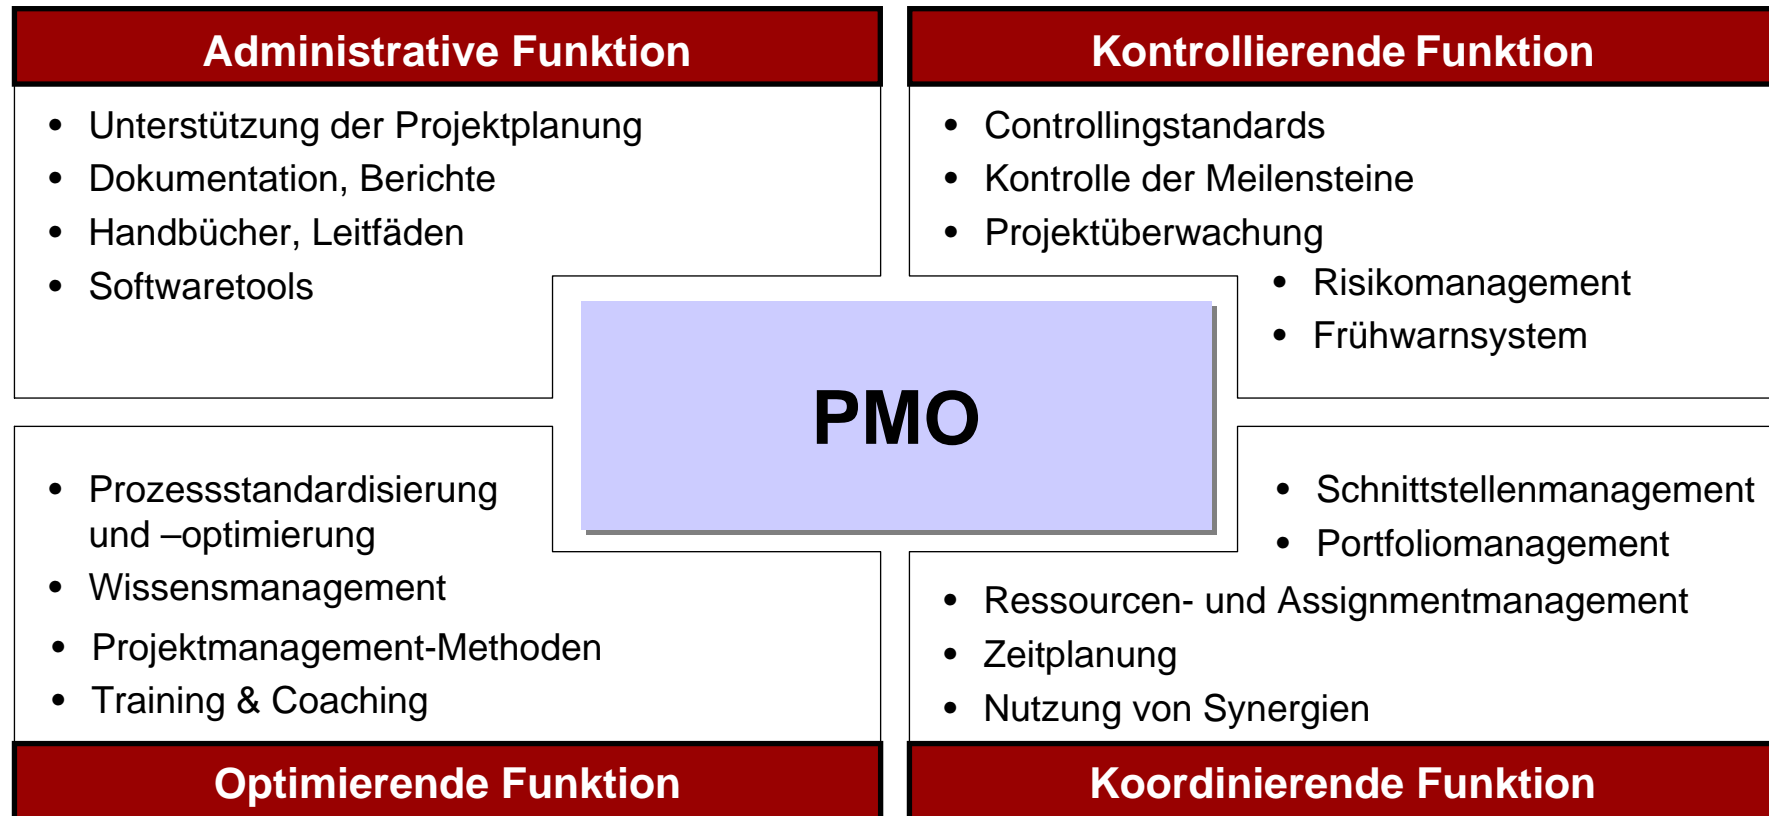 Administrative Funktion
• Unterstützung der Projektplanung
• Dokumentation, Berichte
• Handbücher, Leitfäden
• Softwaretools
Kontrollierende Funktion
• Controllingstandards
• Kontrolle der Meilensteine
• Projektüberwachung
• Risikomanagement
• Frühwarnsystem
PMO
• Prozessstandardisierung
und –optimierung
• Wissensmanagement
• Projektmanagement-Methoden
• Training & Coaching
Optimierende Funktion
• Schnittstellenmanagement
• Portfoliomanagement
• Ressourcen- und Assignmentmanagement
• Zeitplanung
• Nutzung von Synergien
Koordinierende Funktion